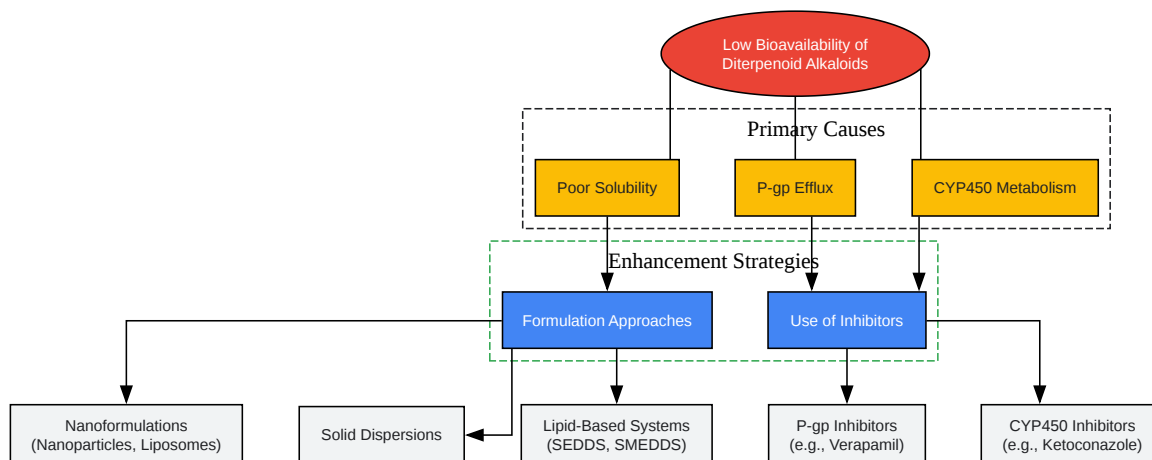 Low Bioavailability of
Diterpenoid Alkaloids
Primary Causes
Poor Solubility
P-gp Efflux
CYP450 Metabolism
Enhancement Strategies
Formulation Approaches
Use of Inhibitors
Nanoformulations
(Nanoparticles, Liposomes)
Solid Dispersions
Lipid-Based Systems
(SEDDS, SMEDDS)
P-gp Inhibitors
(e.g., Verapamil)
CYP450 Inhibitors
(e.g., Ketoconazole)